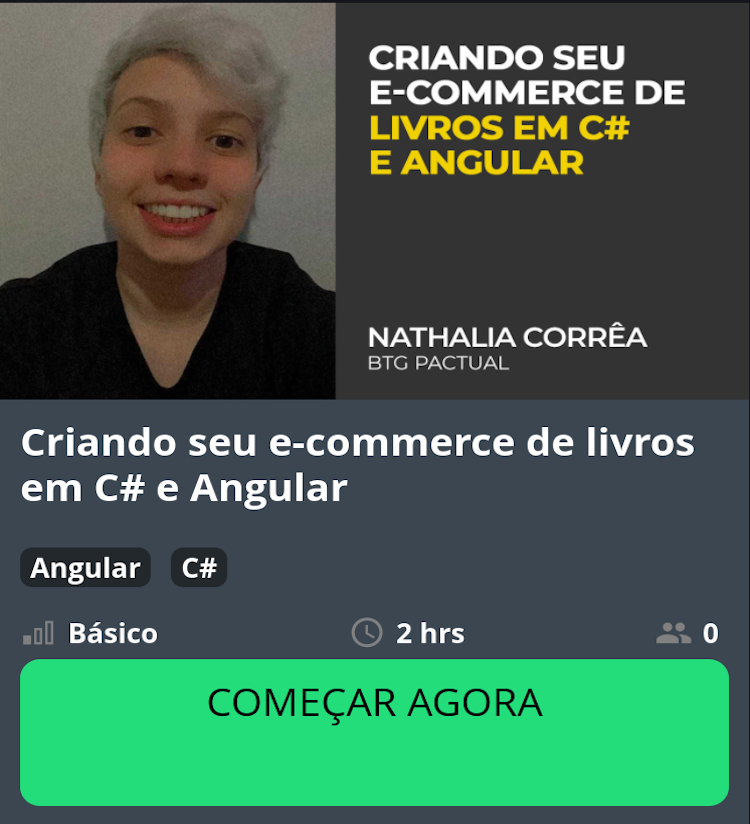 CRIANDO SEU
E-COMMERCE DE
LIVROS EM C#
E ANGULAR
NATHALIA CORRÊA
BTG PACTUAL
Criando seu e-commerce de livros
em C# e Angular
Angular C#
Básico 2 hrs 0
COMEÇAR AGORA